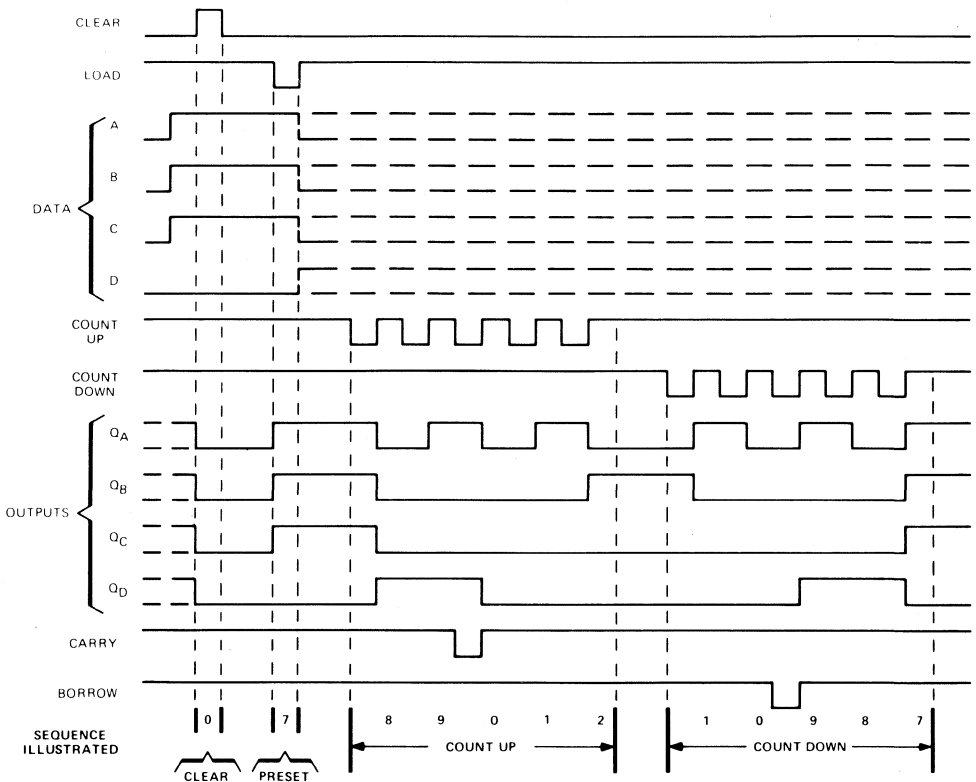 CLEAR
LOAD
A
B
DATA
C
D
COUNT
UP
COUNT
DOWN
QA
QB
OUTPUTS
QC
QD
CARRY
BORROW
SEQUENCE
ILLUSTRATED
0 7 8 9 0 1 2 1 0 9 8 7
COUNT UP COUNT DOWN
CLEAR PRESET